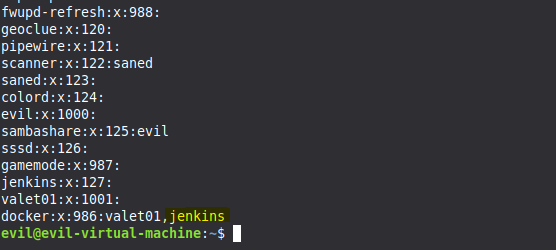 fwupd-refresh:x:988:
geoclue:x:120:
pipewire:x:121:
scanner:x:122:saned
saned:x:123:
colord:x:124:
evil:x:1000:
sambashare:x:125:evil
sssd:x:126:
gamemode:x:987:
jenkins:x:127:
valet01:x:1001:
docker:x:986:valet01,jenkins
evil@evil-virtual-machine:~$